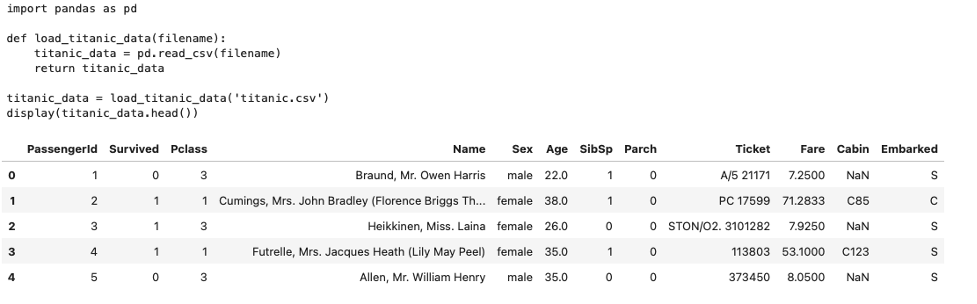 import pandas as pd
def load_titanic_data(filename):
    titanic_data = pd.read_csv(filename)
    return titanic_data
titanic_data = load_titanic_data('titanic.csv')
display(titanic_data.head())
PassengerId Survived Pclass Name Sex Age SibSp Parch Ticket Fare Cabin Embarked
0 1 0 3 Braund, Mr. Owen Harris male 22.0 1 0 A/5 21171 7.2500 NaN S
1 2 1 1 Cumings, Mrs. John Bradley (Florence Briggs Th... female 38.0 1 0 PC 17599 71.2833 C85 C
2 3 1 3 Heikkinen, Miss. Laina female 26.0 0 0 STON/O2. 3101282 7.9250 NaN S
3 4 1 1 Futrelle, Mrs. Jacques Heath (Lily May Peel) female 35.0 1 0 113803 53.1000 C123 S
4 5 0 3 Allen, Mr. William Henry male 35.0 0 0 373450 8.0500 NaN S